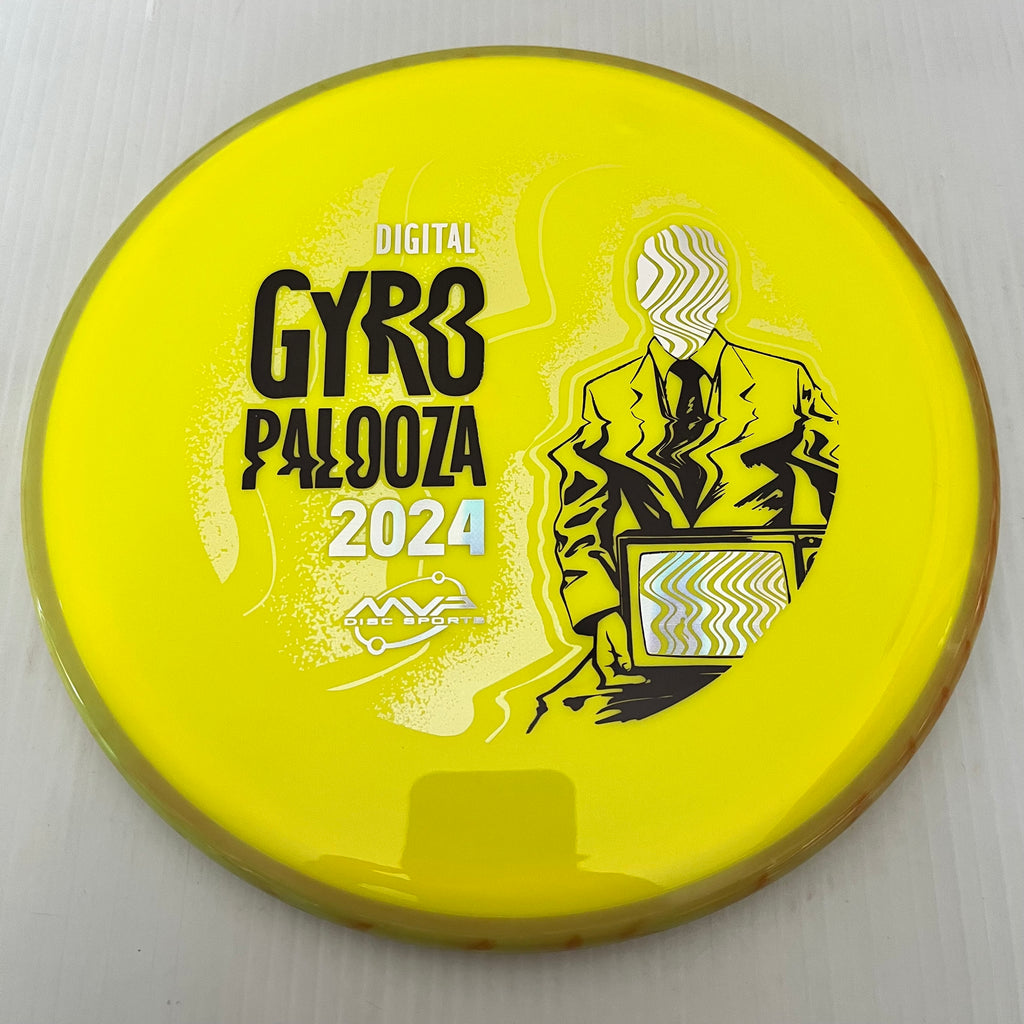 DIGITAL
GYRO
PALOOZA
2024
MVP
DISC SPORTS